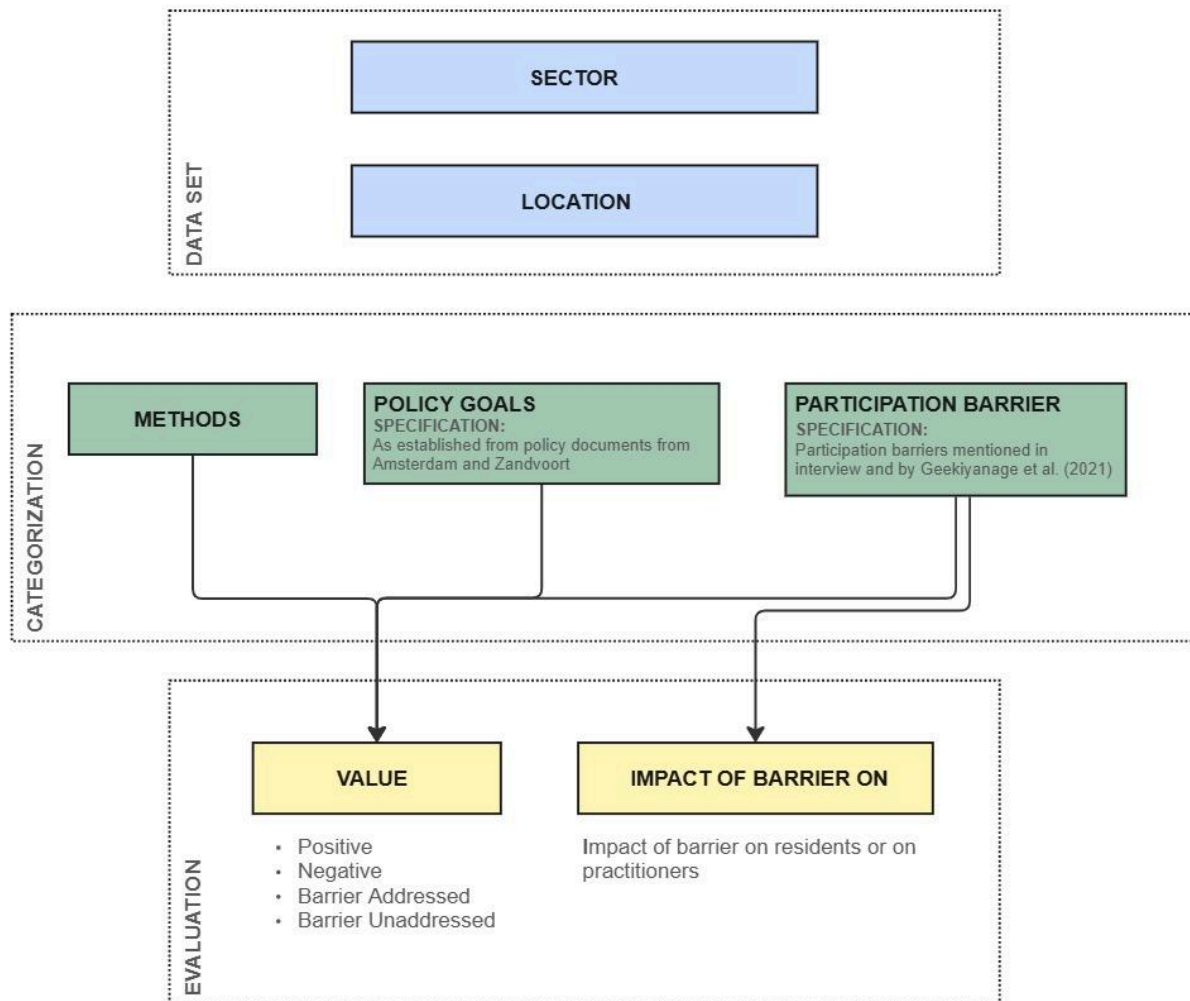 DATA SET
SECTOR
LOCATION
CATEGORIZATION
METHODS
POLICY GOALS
SPECIFICATION:
As established from policy documents from
Amsterdam and Zandvoort
PARTICIPATION BARRIER
SPECIFICATION:
Participation barriers mentioned in
interview and by Geekiyanage et al. (2021)
EVALUATION
VALUE
• Positive
• Negative
• Barrier Addressed
• Barrier Unaddressed
IMPACT OF BARRIER ON
Impact of barrier on residents or on
practitioners